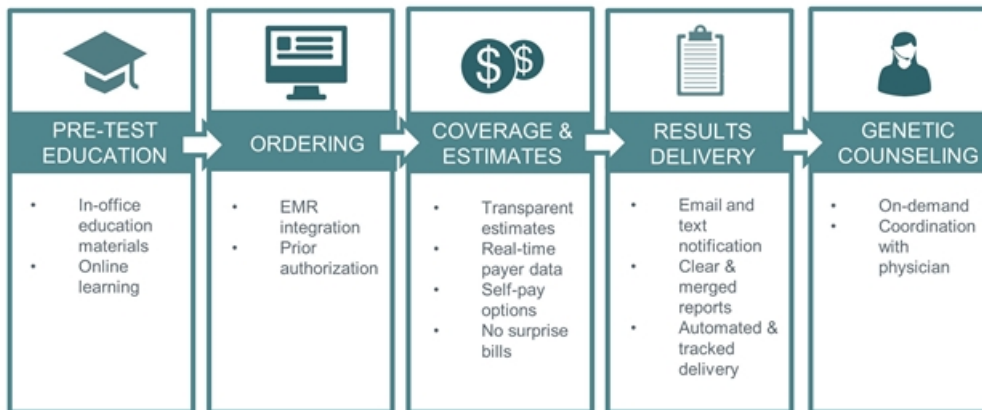 $ $
PRE-TEST
EDUCATION
• In-office
education
materials
• Online
learning
ORDERING
• EMR
integration
• Prior
authorization
COVERAGE &
ESTIMATES
• Transparent
estimates
• Real-time
payer data
• Self-pay
options
• No surprise
bills
RESULTS
DELIVERY
• Email and
text
notification
• Clear &
merged
reports
• Automated &
tracked
delivery
GENETIC
COUNSELING
• On-demand
• Coordination
with
physician